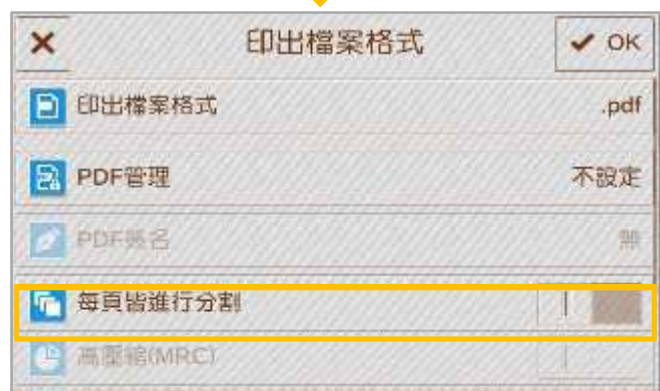 印出檔案格式
OK
印出檔案格式 .pdf
PDF管理 不設定
PDF簽名 無
每頁皆進行分割
高壓縮(MRC)